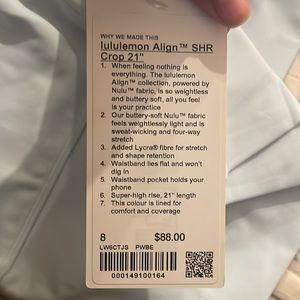 WHY WE MADE THIS
lululemon Align™ SHR
Crop 21"
1. When feeling nothing is
everything. The lululemon
Align™ collection, powered by
Nulu™ fabric, is so weightless
and buttery soft, all you feel
is your practice
2. Our buttery-soft Nulu™ fabric
feels weightlessly light and is
sweat-wicking and four-way
stretch
3. Added Lycra® fibre for stretch
and shape retention
4. Waistband lies flat and won't
dig in
5. Waistband pocket holds your
phone
6. Super-high rise, 21" length
7. This colour is lined for
comfort and coverage
8 $88.00
LW6CTJS PWBE
000149100164